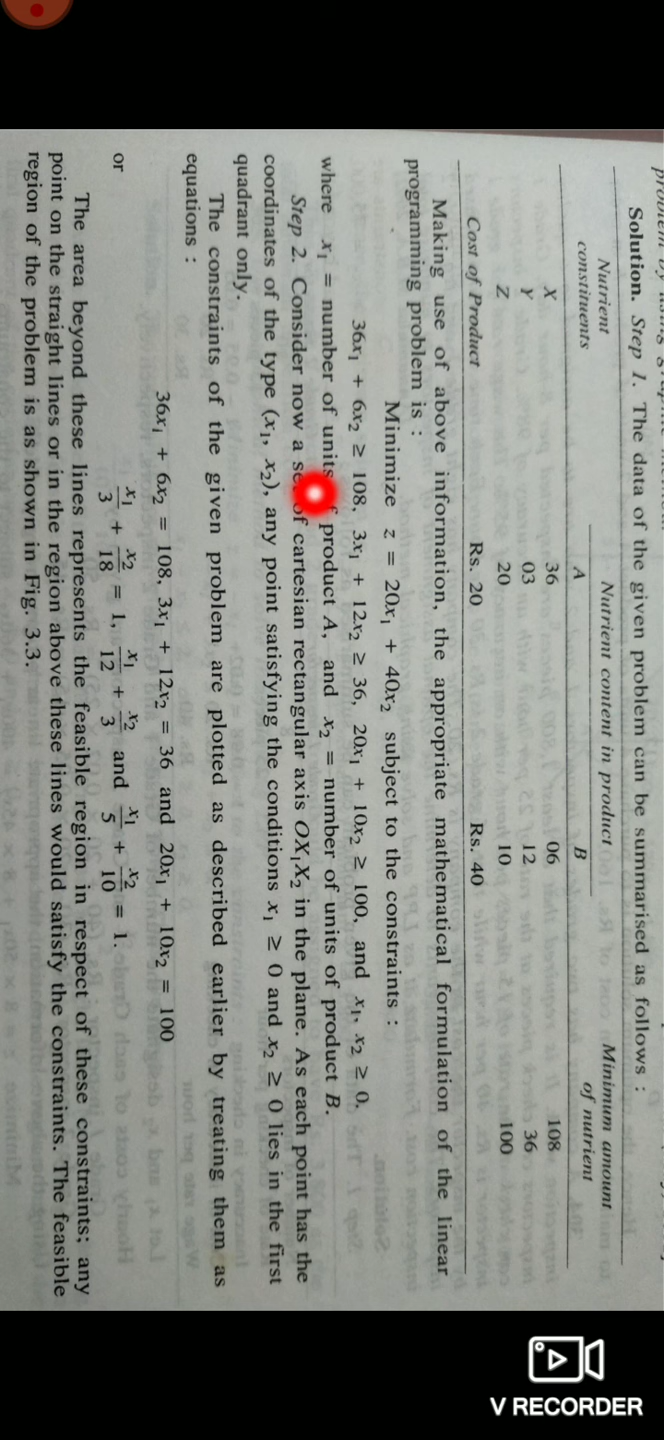 Solution. Step 1. The data of the given problem can be summarised as follows :
Nutrient Nutrient content in product Minimum amount
constituents A B of nutrient
X 36 06 108
Y 03 12 36
Z 20 10 100
Cost of Product Rs. 20 Rs. 40
Making use of above information, the appropriate mathematical formulation of the linear
programming problem is :
Minimize z = 20x₁ + 40x₂ subject to the constraints :
36x₁ + 6x₂ ≥ 108, 3x₁ + 12x₂ ≥ 36, 20x₁ + 10x₂ ≥ 100, and x₁, x₂ ≥ 0.
where x₁ = number of units product A, and x₂ = number of units of product B.
Step 2. Consider now a of cartesian rectangular axis OX₁X₂ in the plane. As each point has the
coordinates of the type (x₁, x₂), any point satisfying the conditions x₁ ≥ 0 and x₂ ≥ 0 lies in the first
quadrant only.
The constraints of the given problem are plotted as described earlier by treating them as
equations :
36x₁ + 6x₂ = 108, 3x₁ + 12x₂ = 36 and 20x₁ + 10x₂ = 100
or x₁/3 + x₂/18 = 1, x₁/12 + x₂/3 and x₁/5 + x₂/10 = 1.
The area beyond these lines represents the feasible region in respect of these constraints; any
point on the straight lines or in the region above these lines would satisfy the constraints. The feasible
region of the problem is as shown in Fig. 3.3.
V RECORDER